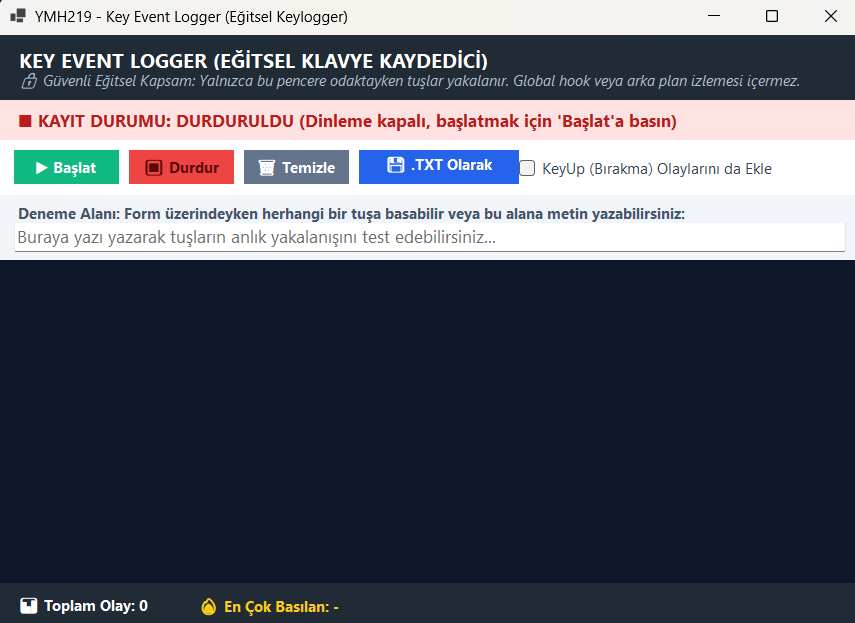 YMH219 - Key Event Logger (Eğitsel Keylogger)
KEY EVENT LOGGER (EĞİTSEL KLAVYE KAYDEDİCİ)
Güvenli Eğitsel Kapsam: Yalnızca bu pencere odaktayken tuşlar yakalanır. Global hook veya arka plan izlemesi içermez.
KAYIT DURUMU: DURDURULDU (Dinleme kapalı, başlatmak için 'Başlat'a basın)
Başlat Durdur Temizle .TXT Olarak KeyUp (Bırakma) Olaylarını da Ekle
Deneme Alanı: Form üzerindeyken herhangi bir tuşa basabilir veya bu alana metin yazabilirsiniz:
Buraya yazı yazarak tuşların anlık yakalanışını test edebilirsiniz...
Toplam Olay: 0 En Çok Basılan: -